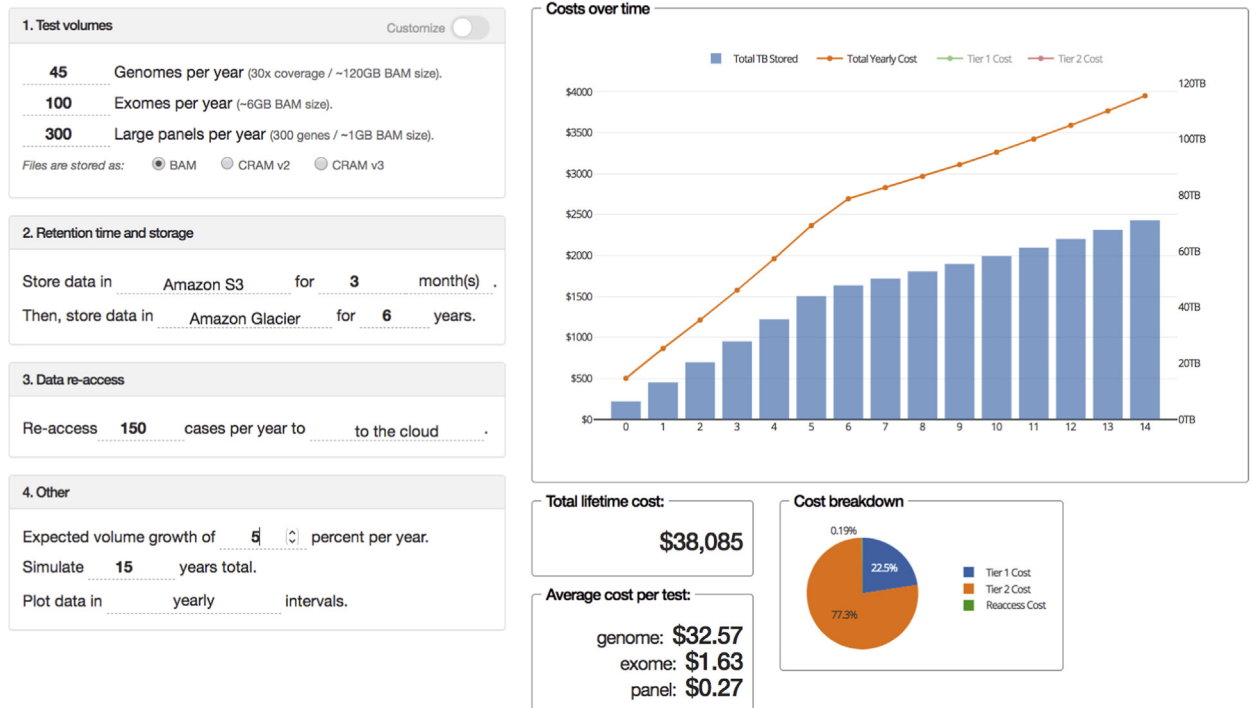 1. Test volumes
Customize
45 Genomes per year (30x coverage / ~120GB BAM size).
100 Exomes per year (~6GB BAM size).
300 Large panels per year (300 genes / ~1GB BAM size).
Files are stored as: BAM CRAM v2 CRAM v3
2. Retention time and storage
Store data in Amazon S3 for 3 month(s) .
Then, store data in Amazon Glacier for 6 years.
3. Data re-access
Re-access 150 cases per year to to the cloud .
4. Other
Expected volume growth of 5 percent per year.
Simulate 15 years total.
Plot data in yearly intervals.
Costs over time
Total TB Stored Total Yearly Cost Tier 1 Cost Tier 2 Cost
120TB
$4000
$3500
100TB
$3000
80TB
$2500
$2000
60TB
$1500
40TB
$1000
20TB
$500
$0
0TB
0 1 2 3 4 5 6 7 8 9 10 11 12 13 14
Total lifetime cost:
$38,085
Average cost per test:
genome: $32.57
exome: $1.63
panel: $0.27
Cost breakdown
0.19%
22.5%
77.3%
Tier 1 Cost
Tier 2 Cost
Reaccess Cost